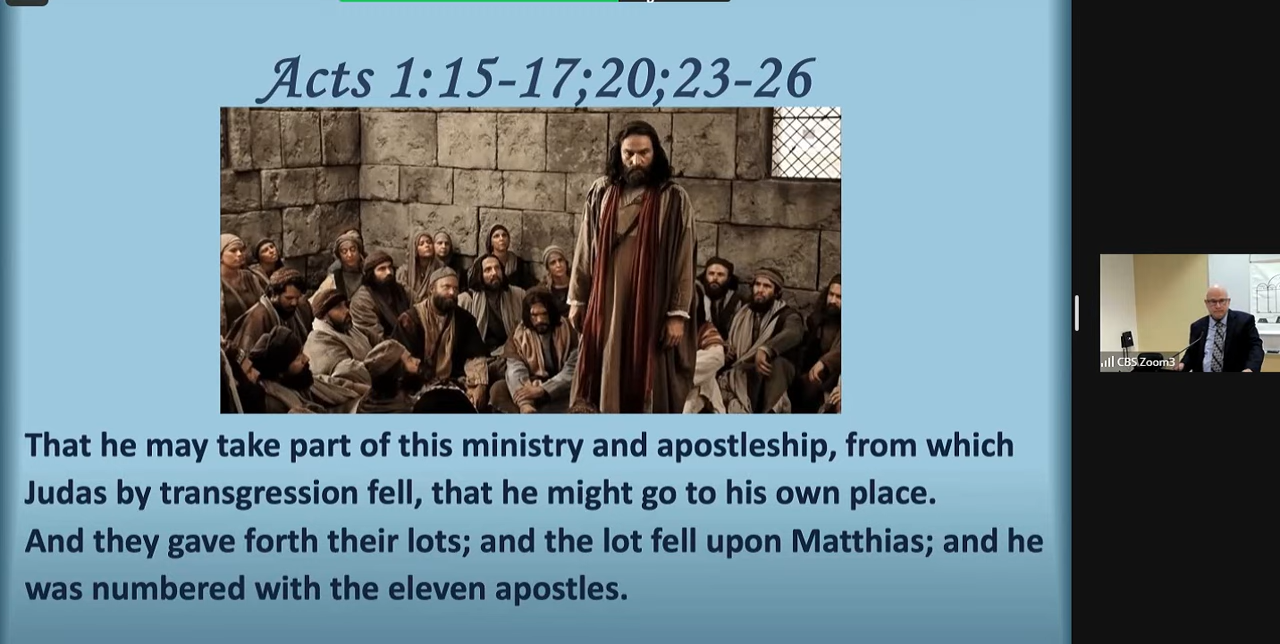 Acts 1:15-17;20;23-26
That he may take part of this ministry and apostleship, from which
Judas by transgression fell, that he might go to his own place.
And they gave forth their lots; and the lot fell upon Matthias; and he
was numbered with the eleven apostles.
CBS Zoom3